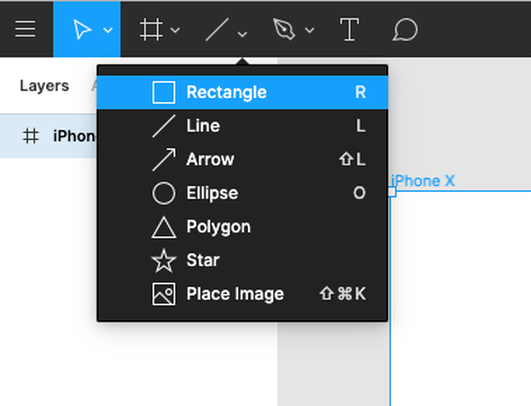 T
Layers
Rectangle R
iPhon
Line L
Arrow ⇧L
iPhone X
Ellipse O
Polygon
Star
Place Image ⇧⌘K